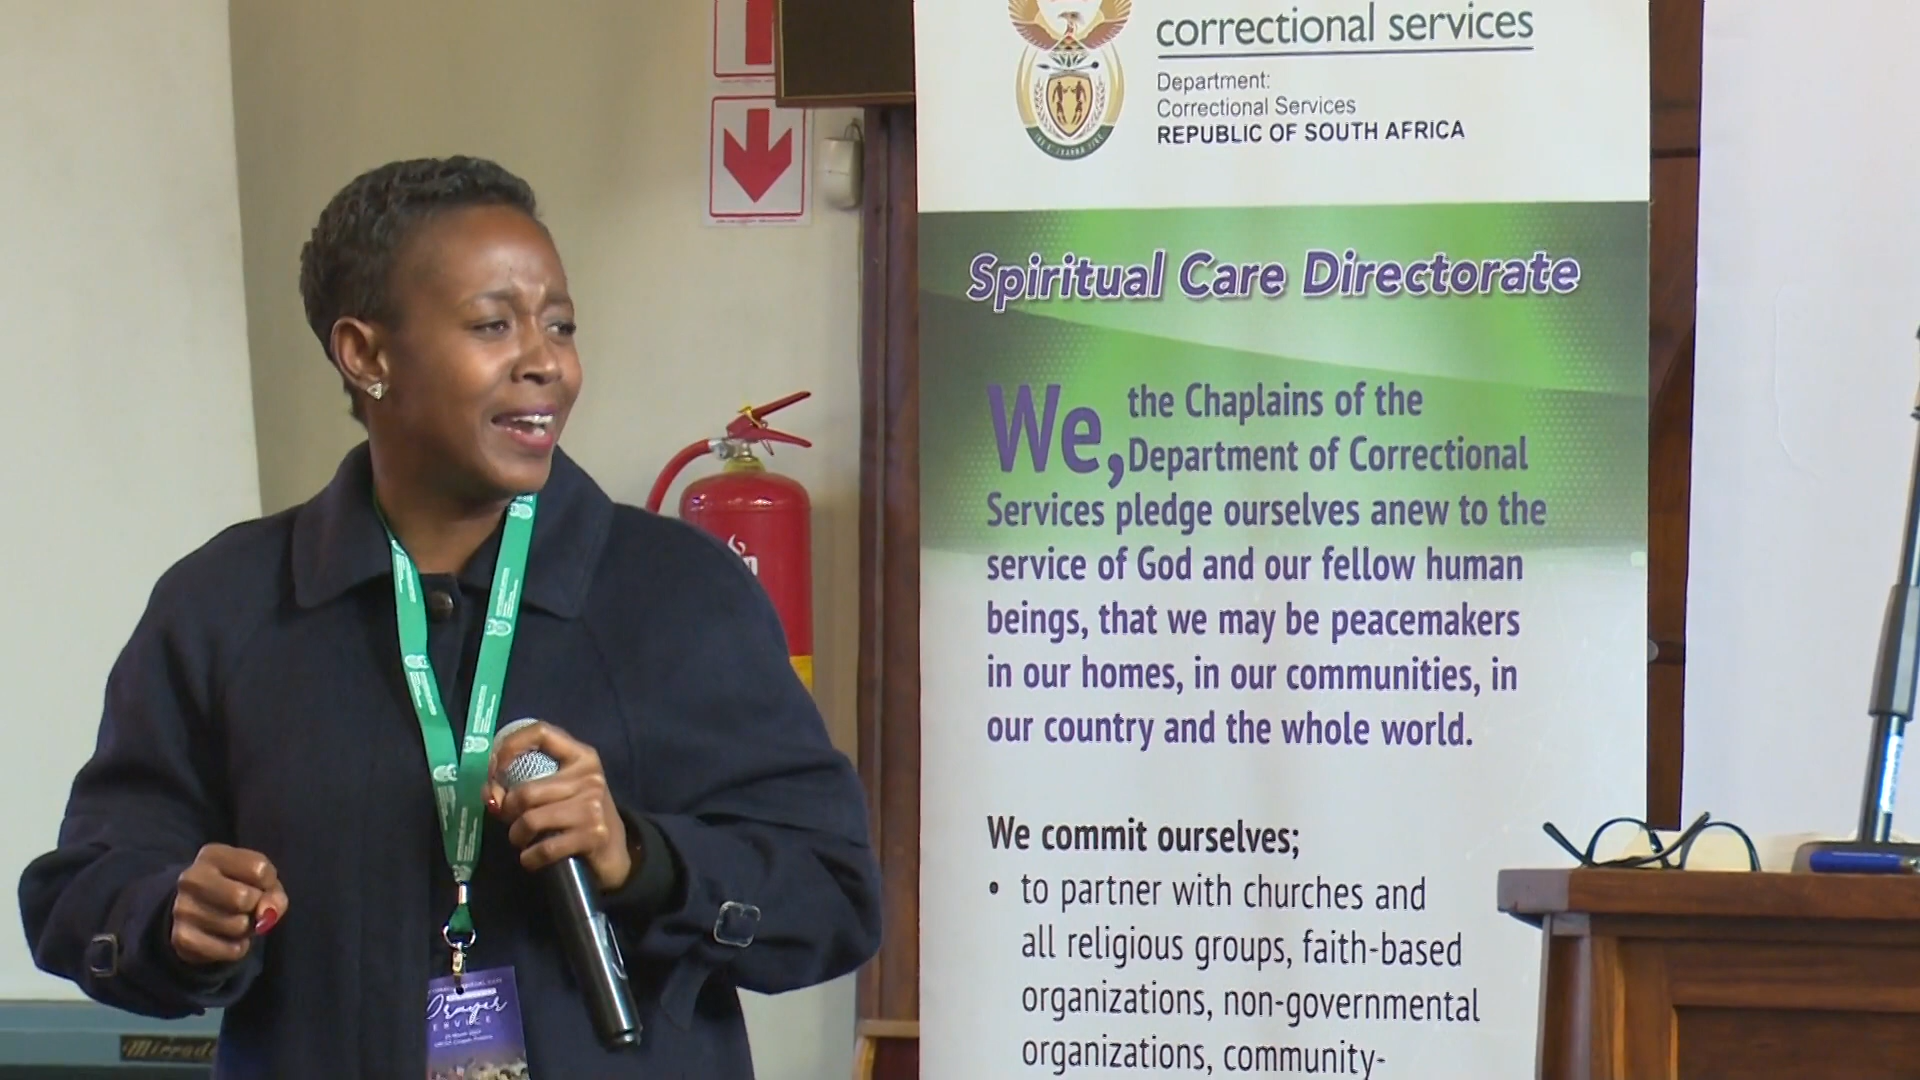 correctional services
Department:
Correctional Services
REPUBLIC OF SOUTH AFRICA
Spiritual Care Directorate
We, the Chaplains of the
Department of Correctional
Services pledge ourselves anew to the
service of God and our fellow human
beings, that we may be peacemakers
in our homes, in our communities, in
our country and the whole world.
We commit ourselves;
• to partner with churches and
all religious groups, faith-based
organizations, non-governmental
organizations, community-
Prayer
SERVICE